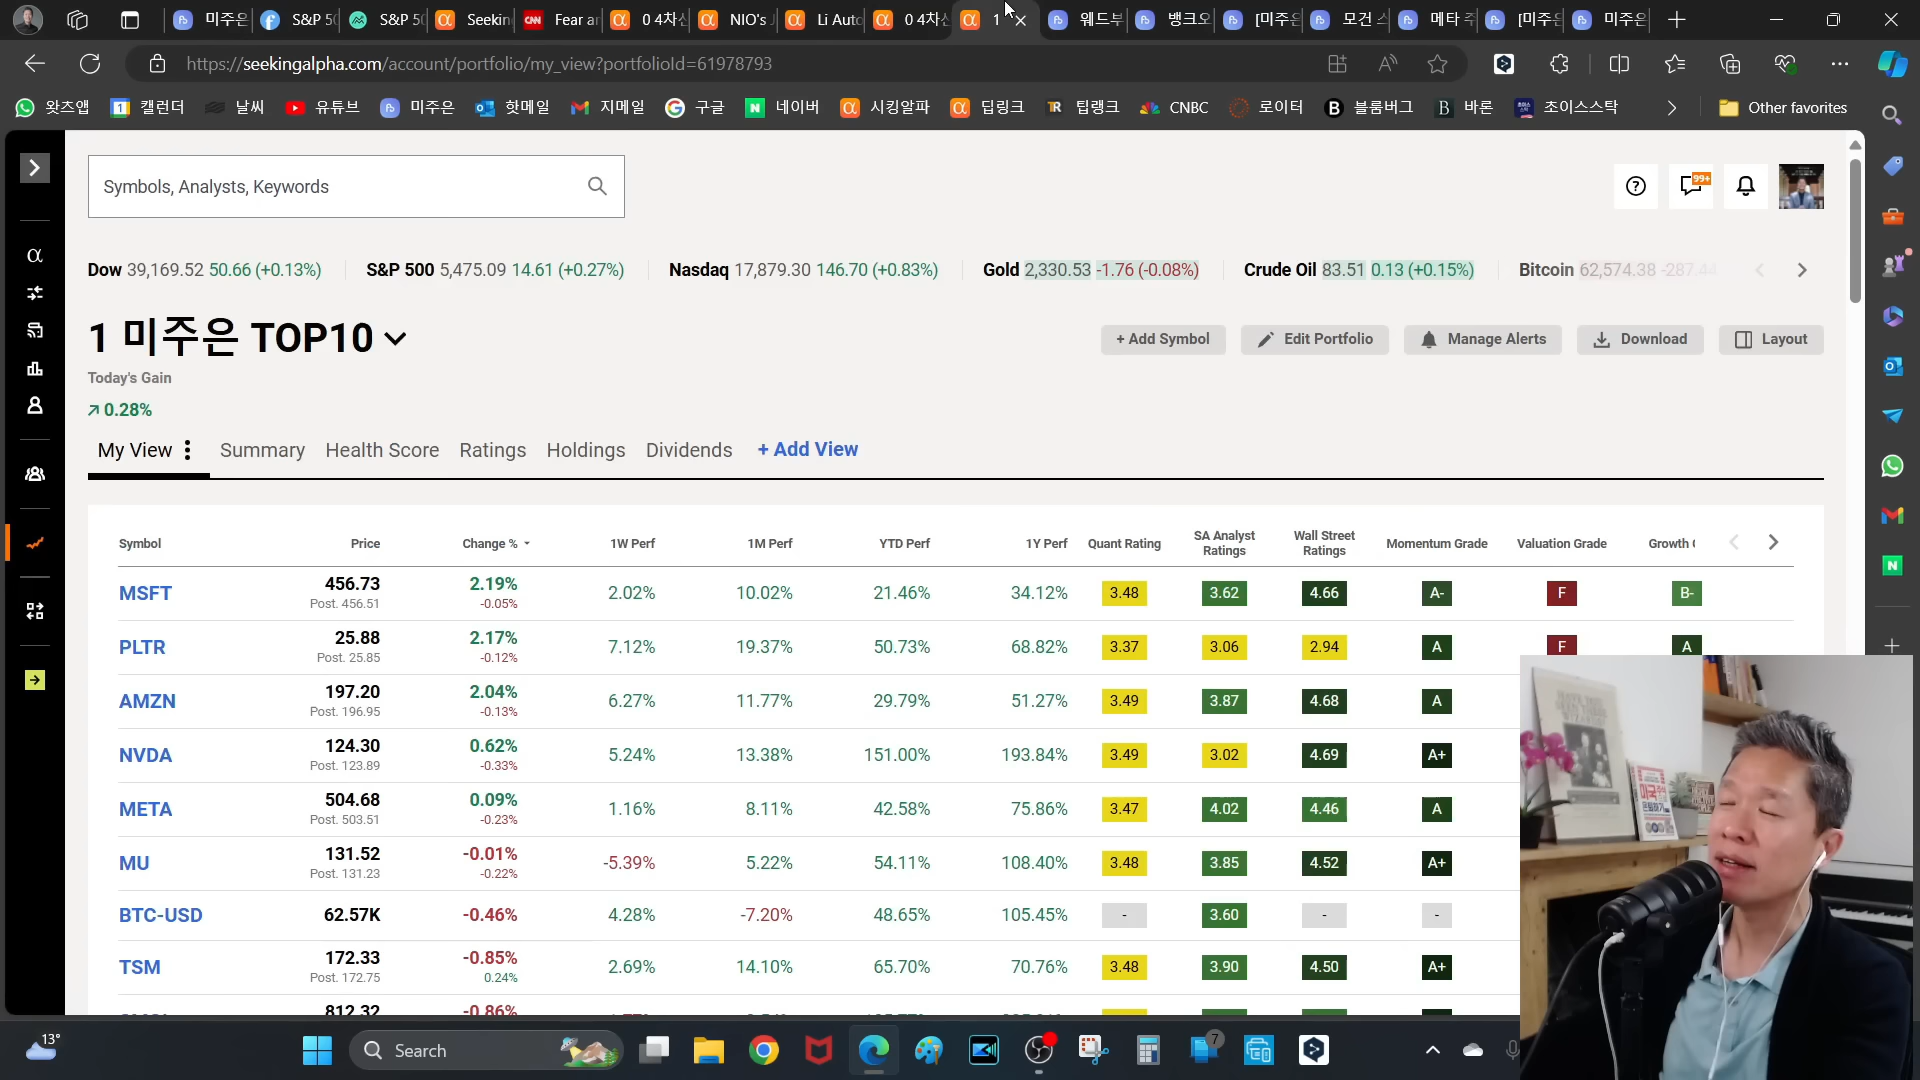 미주은
S&P 50
S&P 50
Seekin
CNN Fear an
0 4차산
NIO's J
Li Auto
0 4차산
1
웨드부
뱅크오
[미주은
모건 스
메타 주
[미주은
미주은
https://seekingalpha.com/account/portfolio/my_view?portfolioId=61978793
왓츠앱
1 캘린더
날씨
유튜브
미주은
핫메일
지메일
구글
N 네이버
시킹알파
딥링크
TR 팁랭크
CNBC
로이터
B 블룸버그
B 바론
초이스스탁
Other favorites
Symbols, Analysts, Keywords
99+
Dow 39,169.52 50.66 (+0.13%)
S&P 500 5,475.09 14.61 (+0.27%)
Nasdaq 17,879.30 146.70 (+0.83%)
Gold 2,330.53 -1.76 (-0.08%)
Crude Oil 83.51 0.13 (+0.15%)
Bitcoin 62,574.38 -287.44
1 미주은 TOP10
+ Add Symbol
Edit Portfolio
Manage Alerts
Download
Layout
Today's Gain
0.28%
My View Summary Health Score Ratings Holdings Dividends + Add View
Symbol Price Change % 1W Perf 1M Perf YTD Perf 1Y Perf Quant Rating SA Analyst Ratings Wall Street Ratings Momentum Grade Valuation Grade Growth
MSFT 456.73 2.19% 2.02% 10.02% 21.46% 34.12% 3.48 3.62 4.66 A- F B-
Post. 456.51 -0.05%
PLTR 25.88 2.17% 7.12% 19.37% 50.73% 68.82% 3.37 3.06 2.94 A F A
Post. 25.85 -0.12%
AMZN 197.20 2.04% 6.27% 11.77% 29.79% 51.27% 3.49 3.87 4.68 A
Post. 196.95 -0.13%
NVDA 124.30 0.62% 5.24% 13.38% 151.00% 193.84% 3.49 3.02 4.69 A+
Post. 123.89 -0.33%
META 504.68 0.09% 1.16% 8.11% 42.58% 75.86% 3.47 4.02 4.46 A
Post. 503.51 -0.23%
MU 131.52 -0.01% -5.39% 5.22% 54.11% 108.40% 3.48 3.85 4.52 A+
Post. 131.23 -0.22%
BTC-USD 62.57K -0.46% 4.28% -7.20% 48.65% 105.45% - 3.60 - -
TSM 172.33 -0.85% 2.69% 14.10% 65.70% 70.76% 3.48 3.90 4.50 A+
Post. 172.75 0.24%
812.32 -0.86%
13°
Search
7